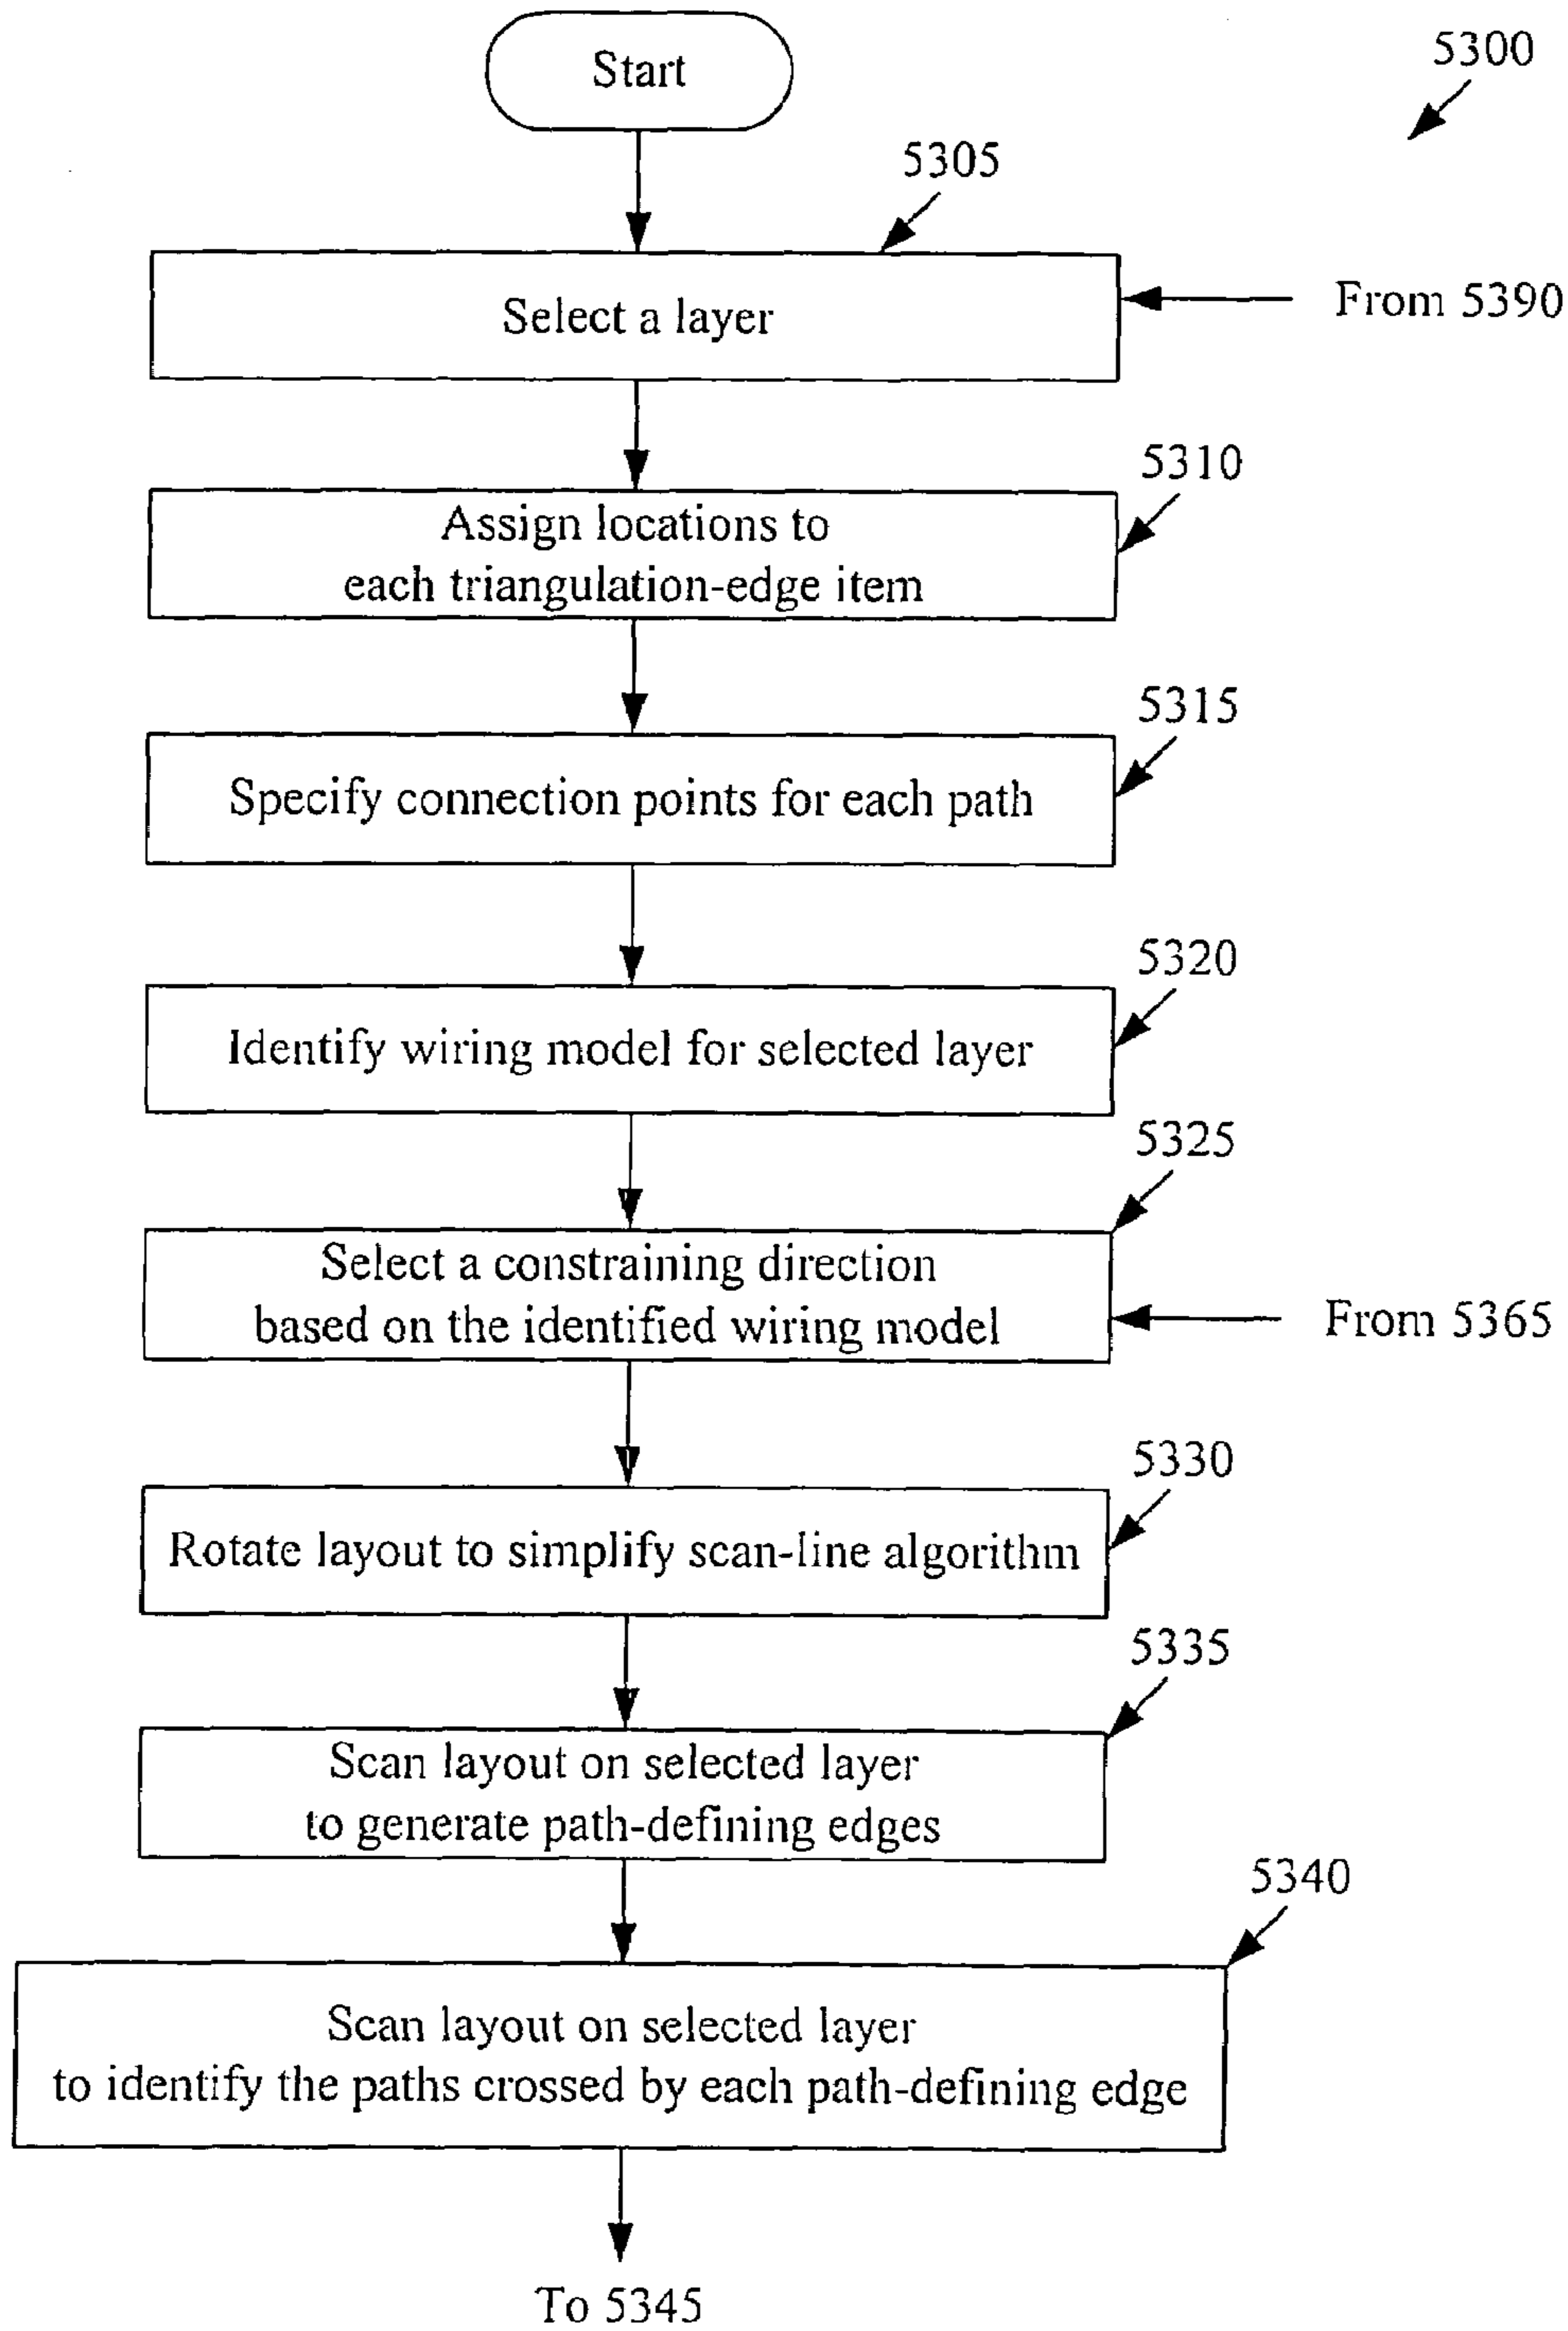 Start
5300
5305
Select a layer
From 5390
5310
Assign locations to
each triangulation-edge item
5315
Specify connection points for each path
5320
Identify wiring model for selected layer
5325
Select a constraining direction
based on the identified wiring model
From 5365
5330
Rotate layout to simplify scan-line algorithm
5335
Scan layout on selected layer
to generate path-defining edges
5340
Scan layout on selected layer
to identify the paths crossed by each path-defining edge
To 5345